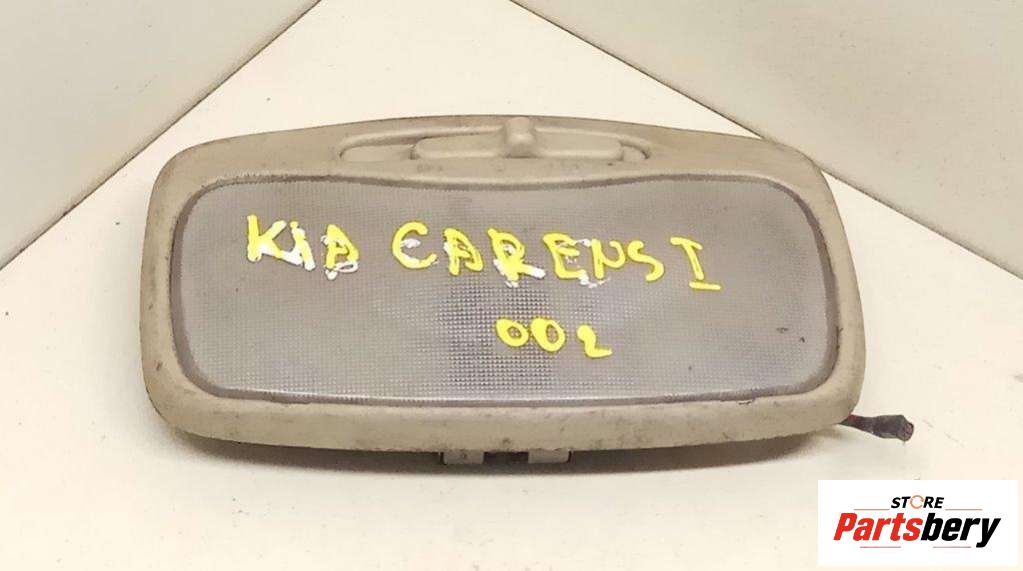 KIA CARENS I
002
STORE
Partsbery